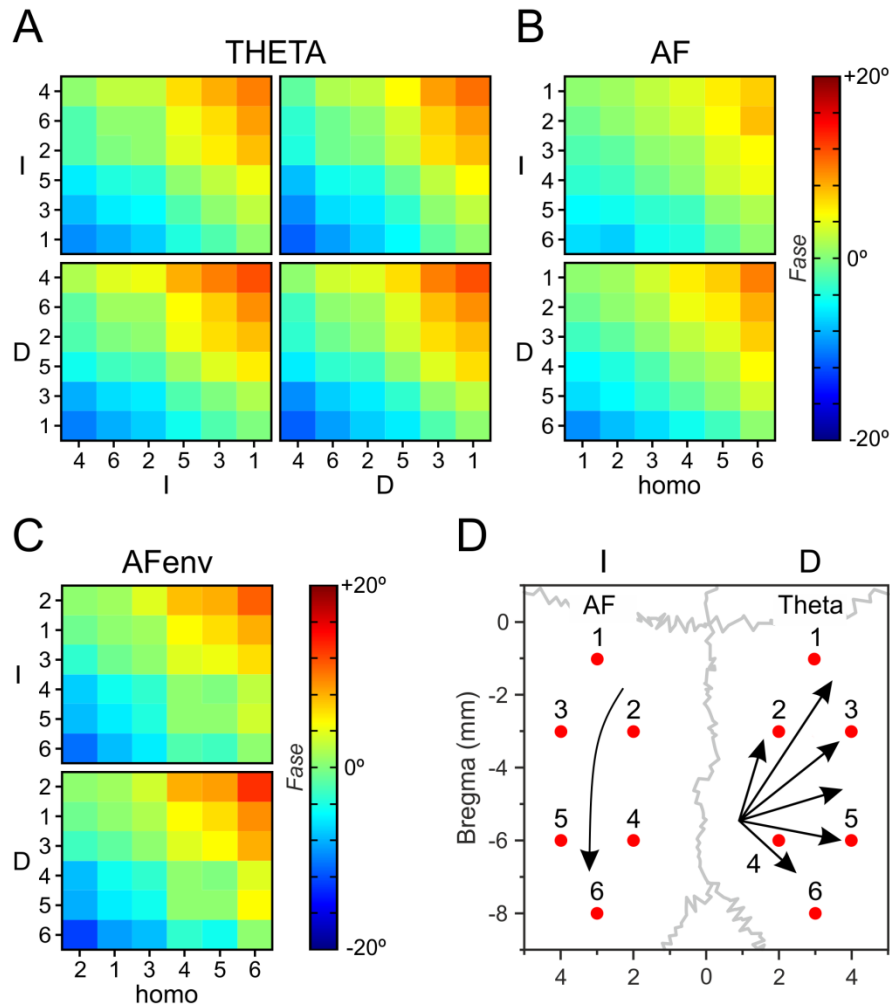 A
THETA
4
6
2
5
3
1
I
4
6
2
5
3
1
D
4 6 2 5 3 1
I
4 6 2 5 3 1
D
B
AF
1
2
3
4
5
6
I
1
2
3
4
5
6
D
1 2 3 4 5 6
homo
+20º
0º
-20º
Fase
C
AFenv
2
1
3
4
5
6
I
2
1
3
4
5
6
D
2 1 3 4 5 6
homo
+20º
0º
-20º
Fase
D
I D
AF Theta
1 1
3 2 2 3
5 4 5
4
6 6
0
-2
-4
-6
-8
Bregma (mm)
4 2 0 2 4